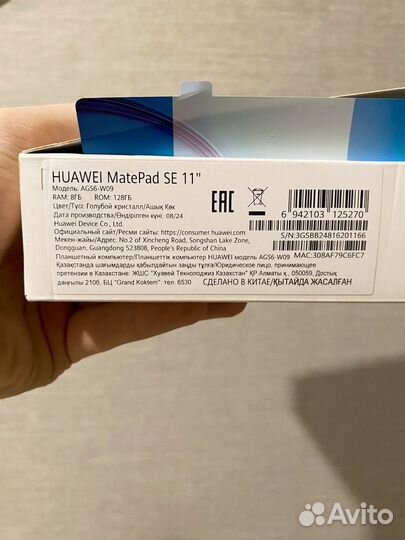 HUAWEI MatePad SE 11"
Модель: AGS6-W09
RAM: 8ГБ ROM: 128ГБ
Цвет/Түсі: Голубой кристалл/Ашық Көк
Дата производства/Өндірілген күні: 08/24
Huawei Device Co., Ltd.
Официальный сайт/Ресми сайты: https://consumer.huawei.com
Мекен-жайы/Address: No.2 of Xincheng Road, Songshan Lake Zone,
Dongguan, Guangdong 523808, People's Republic of China
EAC
6 942103 125270
S/N:3GSBB24816201166
Планшетный компьютер/Планшеттік компьютер HUAWEI модель AGS6-W09 MAC:308AF79C6FC7
Қазақстанда шағымдарды қабылдайтын заңды тұлға/Юридическое лицо, принимающее
претензии в Казахстане: ЖШС "Хуавей Текнолоджиз Казахстан" ҚР Алматы қ., 050059, Достық
даңғылы 210б, БЦ "Grand Koktem" тел 6530 СДЕЛАНО В КИТАЕ/ҚЫТАЙДА ЖАСАЛҒАН
Avito